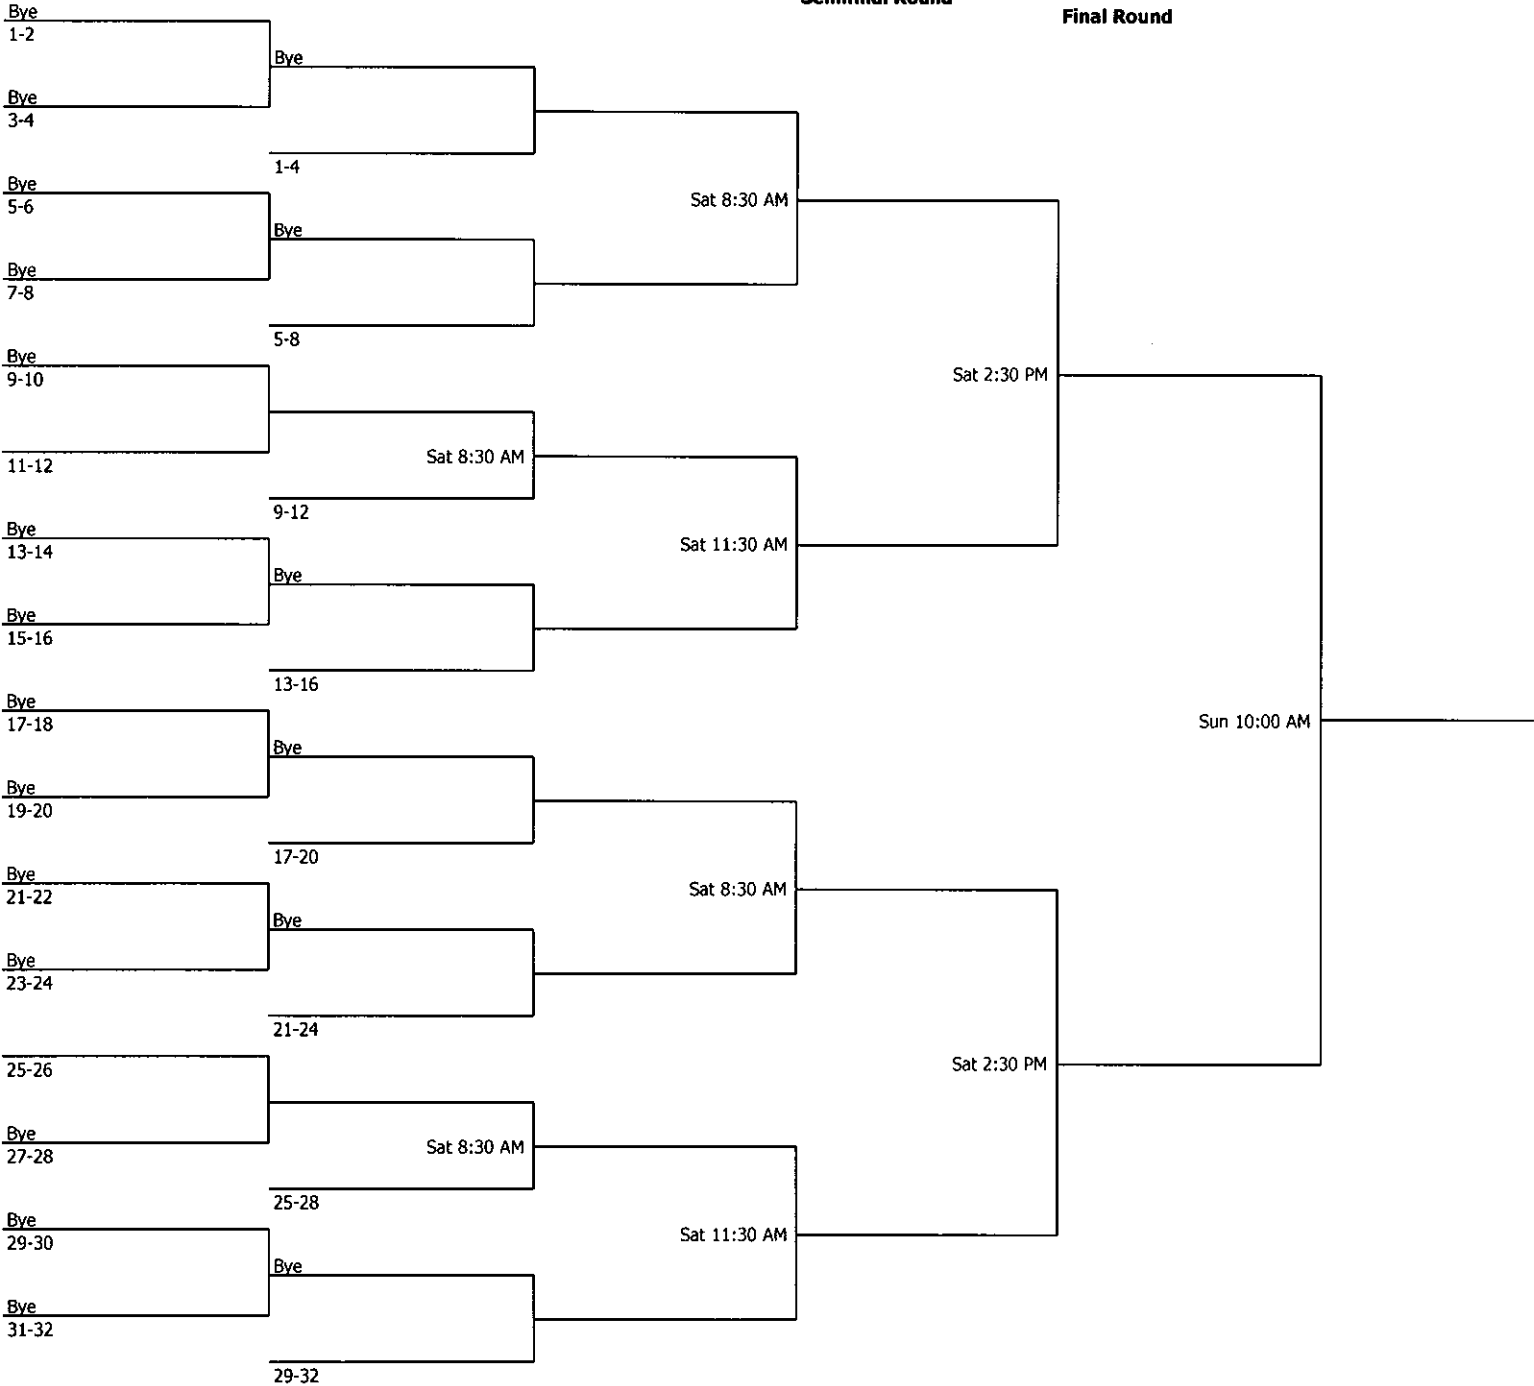 Semifinal Round
Final Round
Bye
1-2
Bye
Bye
3-4
1-4
Bye
5-6
Sat 8:30 AM
Bye
Bye
7-8
5-8
Bye
9-10
Sat 2:30 PM
11-12
Sat 8:30 AM
9-12
Bye
13-14
Sat 11:30 AM
Bye
Bye
15-16
13-16
Bye
17-18
Sun 10:00 AM
Bye
Bye
19-20
17-20
Bye
21-22
Sat 8:30 AM
Bye
Bye
23-24
21-24
25-26
Sat 2:30 PM
Bye
27-28
Sat 8:30 AM
25-28
Bye
29-30
Sat 11:30 AM
Bye
Bye
31-32
29-32